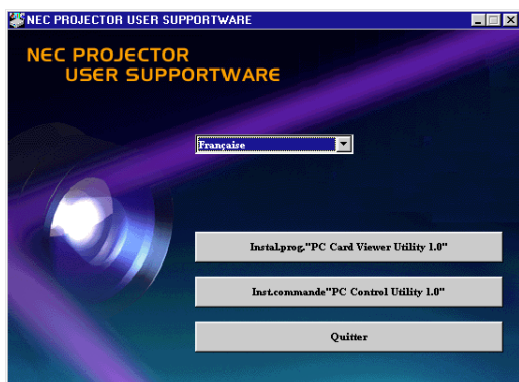 NEC PROJECTOR USER SUPPORTWARE
NEC PROJECTOR
USER SUPPORTWARE
Française
Instal.prog."PC Card Viewer Utility 1.0"
Inst.commande"PC Control Utility 1.0"
Quitter